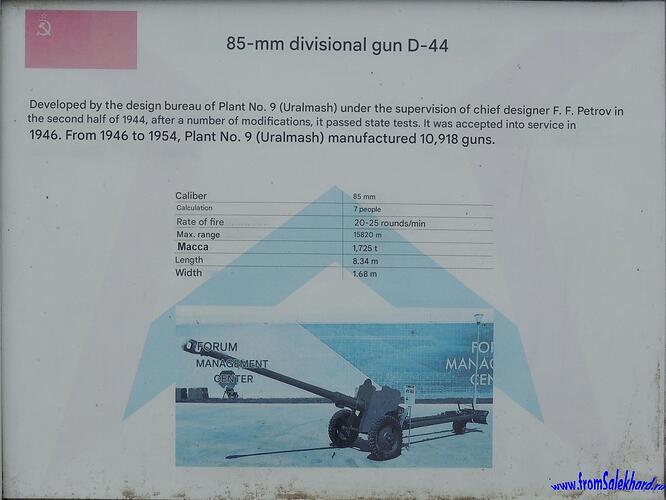 85-mm divisional gun D-44
Developed by the design bureau of Plant No. 9 (Uralmash) under the supervision of chief designer F. F. Petrov in
the second half of 1944, after a number of modifications, it passed state tests. It was accepted into service in
1946. From 1946 to 1954, Plant No. 9 (Uralmash) manufactured 10,918 guns.
Caliber 85 mm
Calculation 7 people
Rate of fire 20-25 rounds/min
Max. range 15820 m
Масса 1,725 t
Length 8.34 m
Width 1.68 m
FORUM
MANAGEMENT
CENTER
FOR
MANAG
CEN
www.fromSalekhard.ru